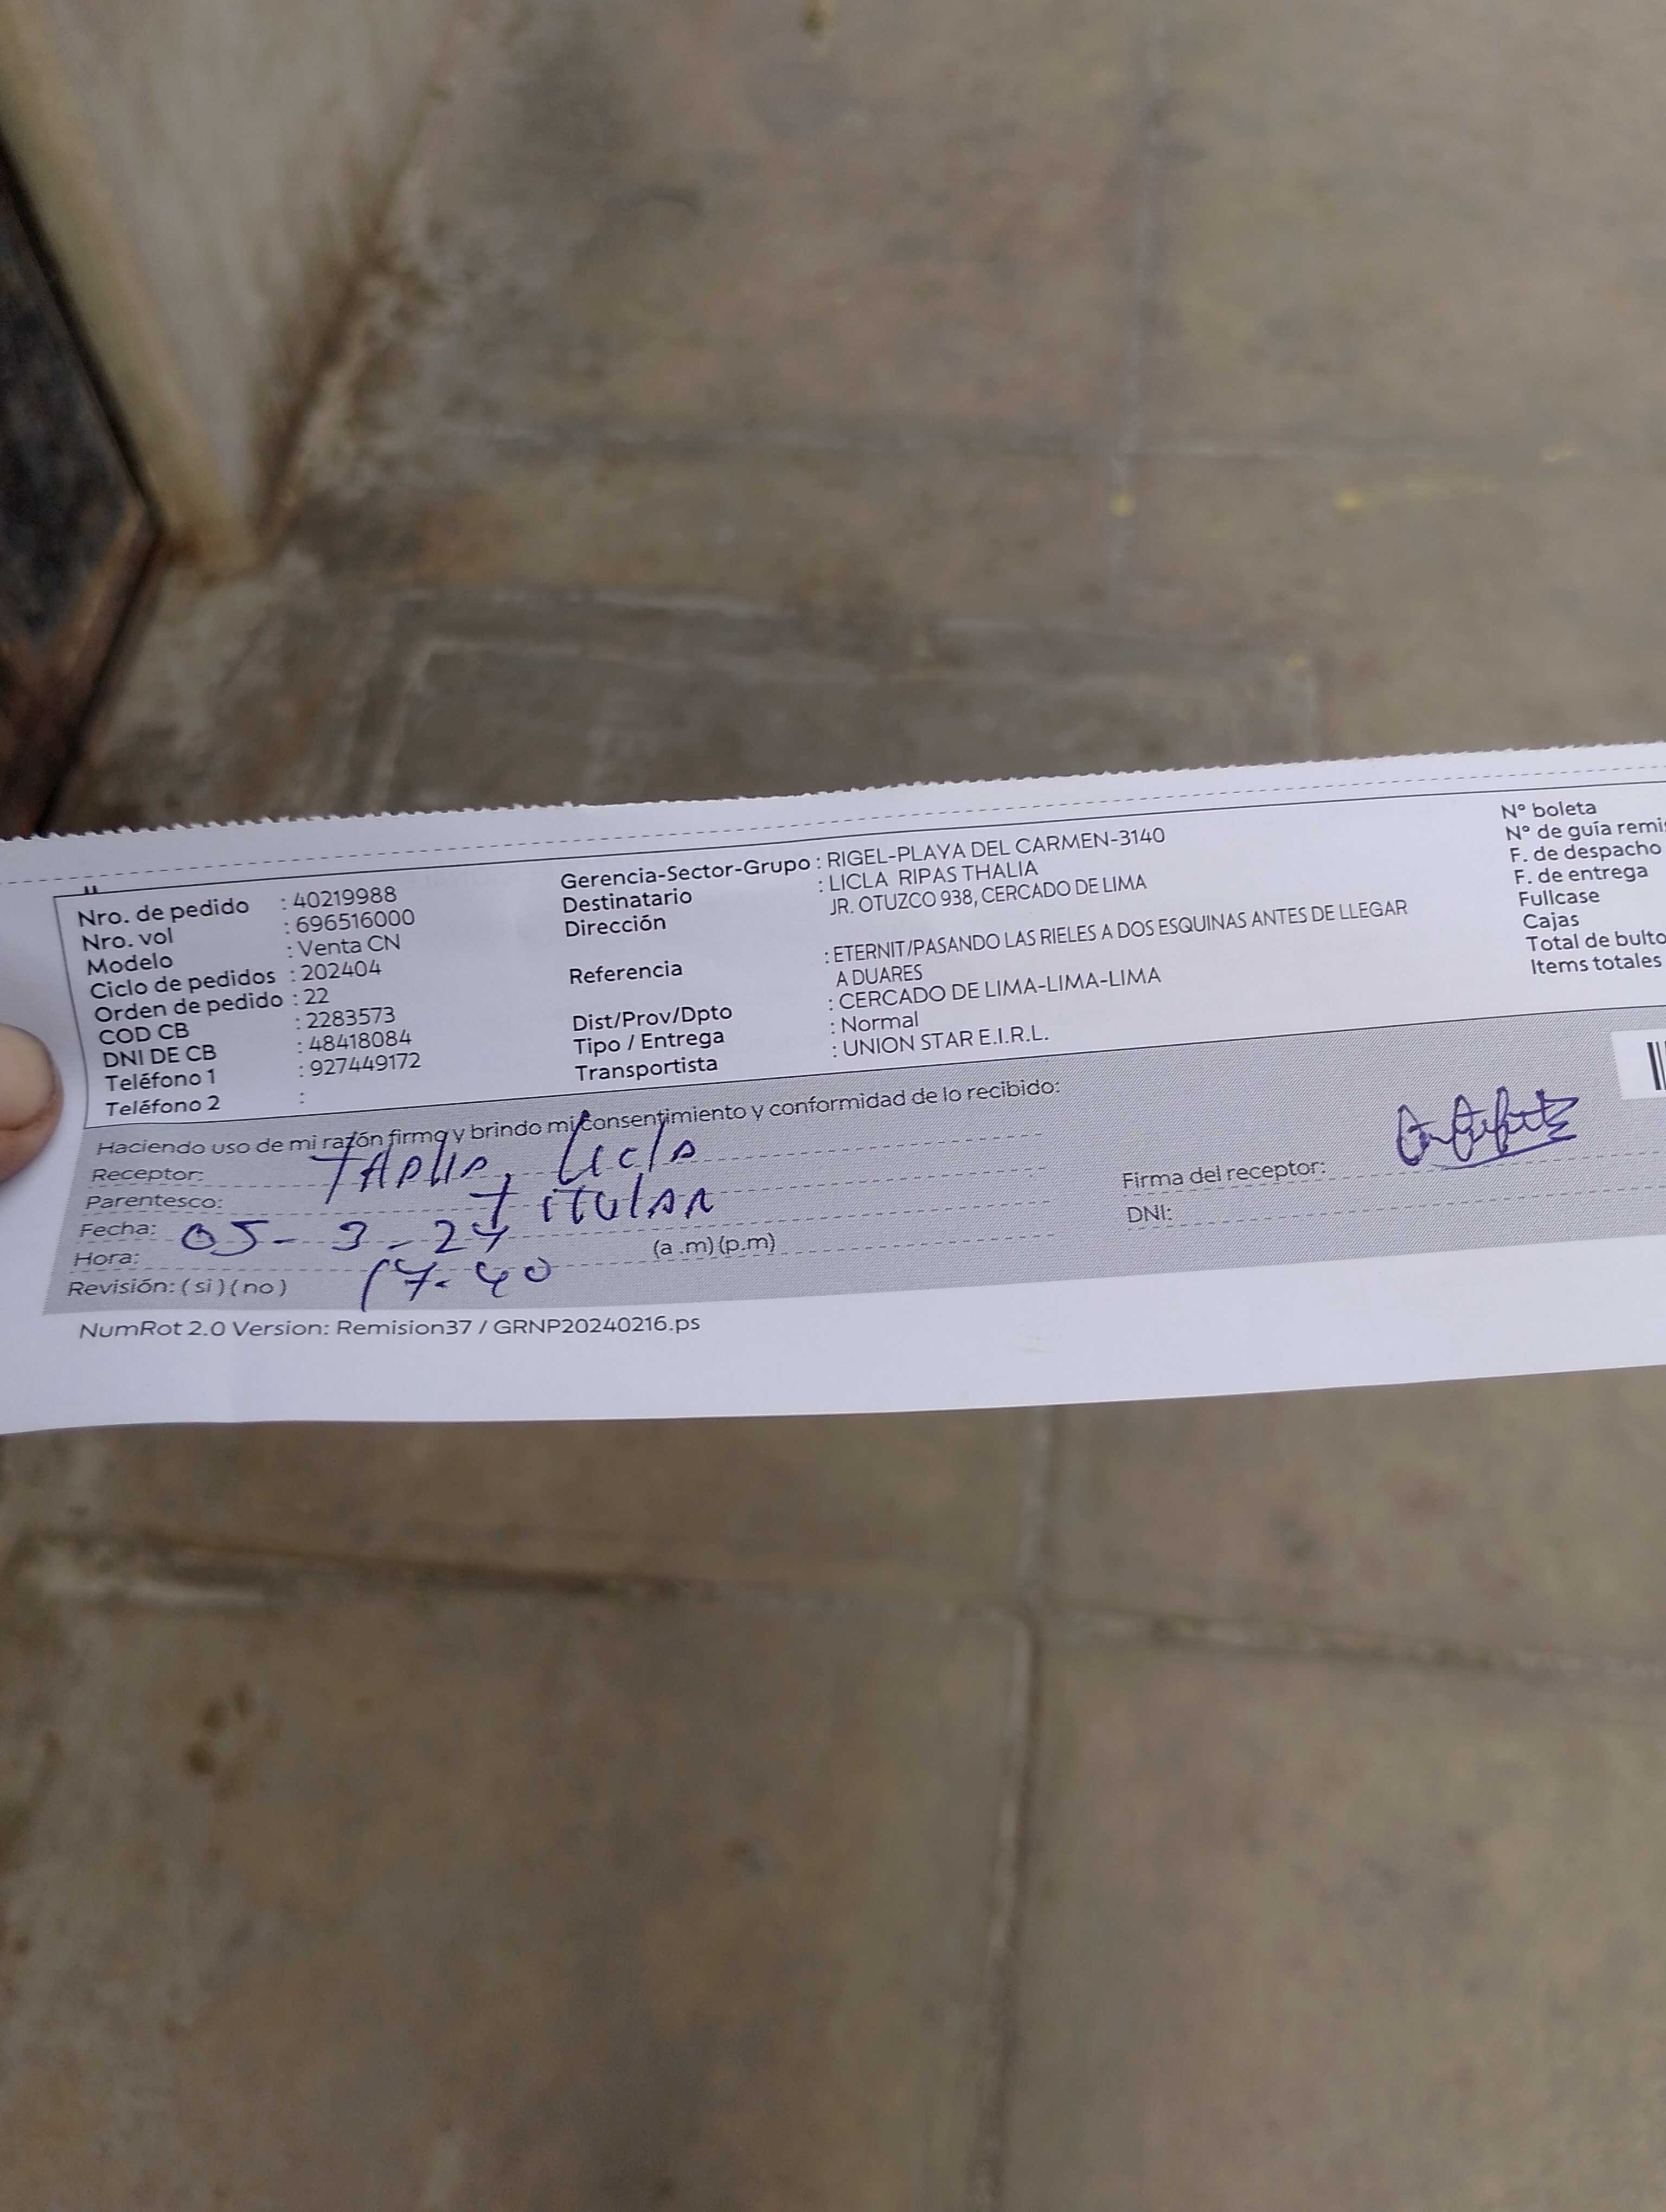 Nro. de pedido : 40219988
Nro. vol : 696516000
Modelo : Venta CN
Ciclo de pedidos : 202404
Orden de pedido : 22
COD CB : 2283573
DNI DE CB : 48418084
Teléfono 1 : 927449172
Teléfono 2 :
Gerencia-Sector-Grupo : RIGEL-PLAYA DEL CARMEN-3140
Destinatario : LICLA RIPAS THALIA
Dirección JR. OTUZCO 938, CERCADO DE LIMA
Referencia : ETERNIT/PASANDO LAS RIELES A DOS ESQUINAS ANTES DE LLEGAR
A DUARES
Dist/Prov/Dpto : CERCADO DE LIMA-LIMA-LIMA
Tipo / Entrega : Normal
Transportista : UNION STAR E.I.R.L.
N° boleta
N° de guía remis
F. de despacho
F. de entrega
Fullcase
Cajas
Total de bulto
Items totales
Haciendo uso de mi razón firmo y brindo mi consentimiento y conformidad de lo recibido:
Receptor: Licla
Parentesco: titular
Fecha: 05-3-24
Hora: 17-40 (a .m) (p.m)
Revisión: ( si ) ( no )
Firma del receptor:
DNI:
NumRot 2.0 Version: Remision37 / GRNP20240216.ps